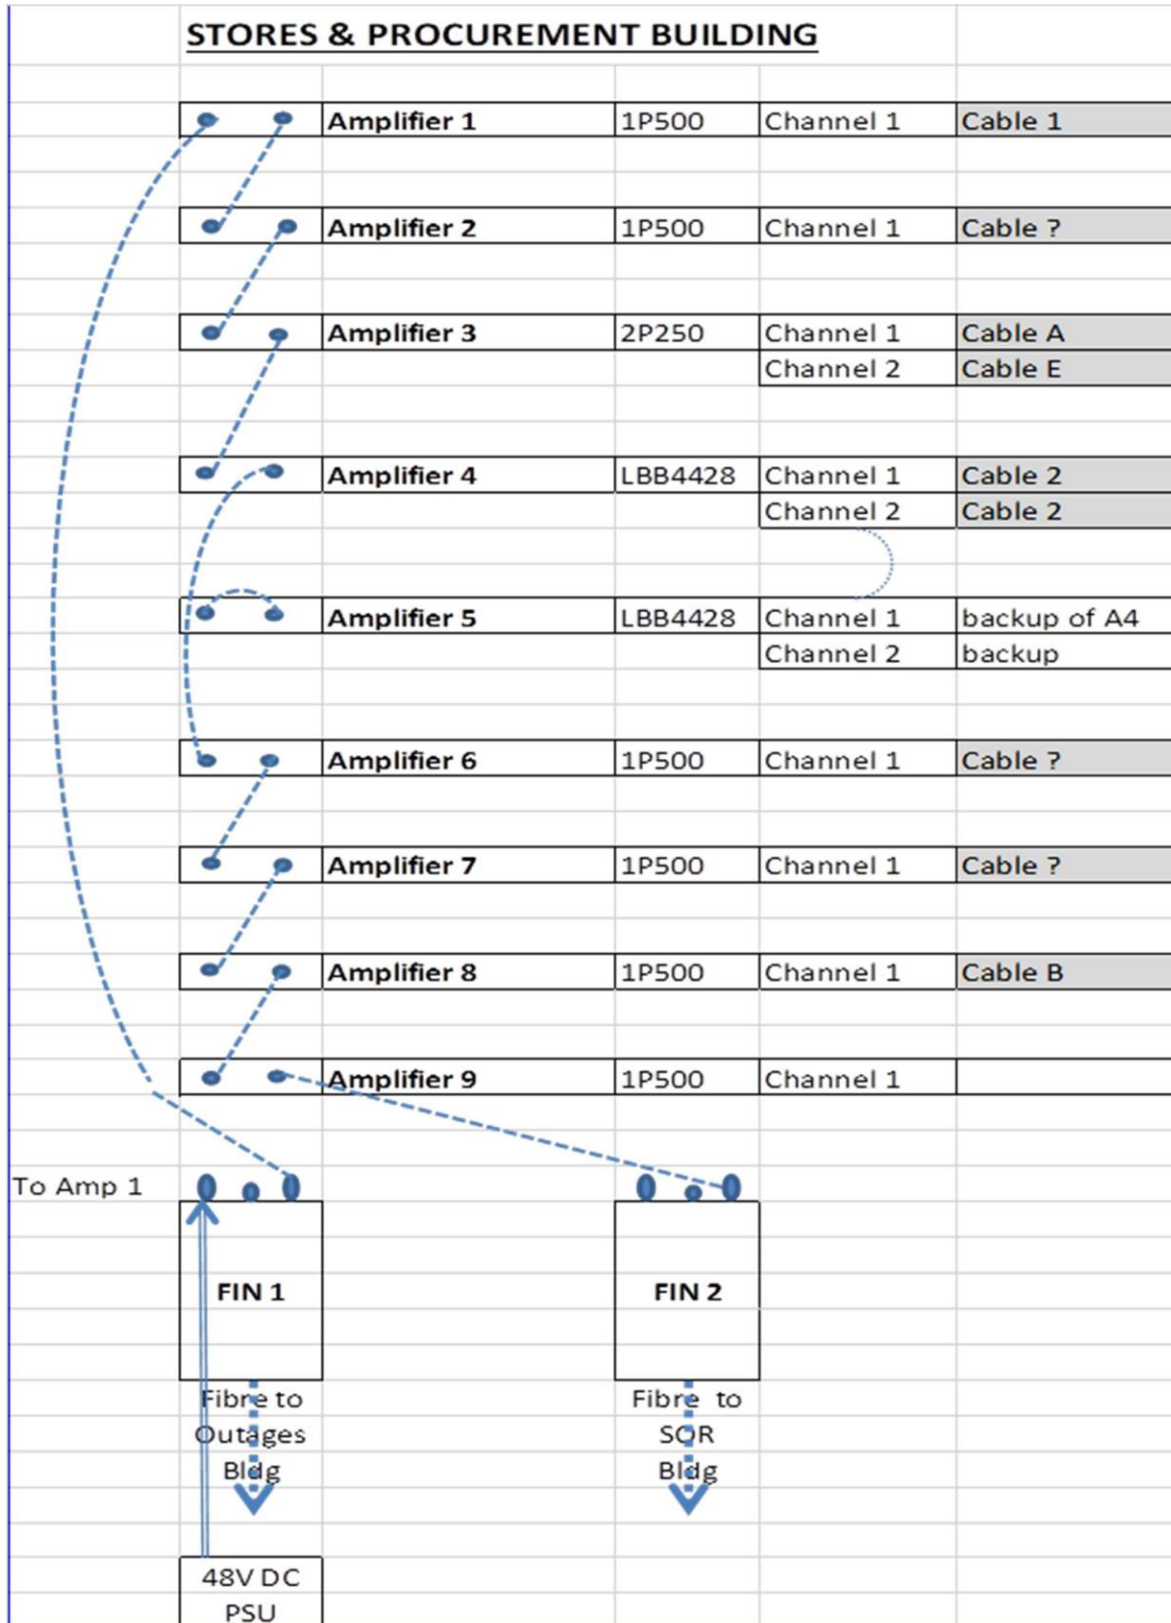 STORES & PROCUREMENT BUILDING
Amplifier 1 1P500 Channel 1 Cable 1
Amplifier 2 1P500 Channel 1 Cable ?
Amplifier 3 2P250 Channel 1 Cable A
Channel 2 Cable E
Amplifier 4 LBB4428 Channel 1 Cable 2
Channel 2 Cable 2
Amplifier 5 LBB4428 Channel 1 backup of A4
Channel 2 backup
Amplifier 6 1P500 Channel 1 Cable ?
Amplifier 7 1P500 Channel 1 Cable ?
Amplifier 8 1P500 Channel 1 Cable B
Amplifier 9 1P500 Channel 1
To Amp 1
FIN 1 FIN 2
Fibre to Fibre to
Outages SOR
Bldg Bldg
48V DC
PSU